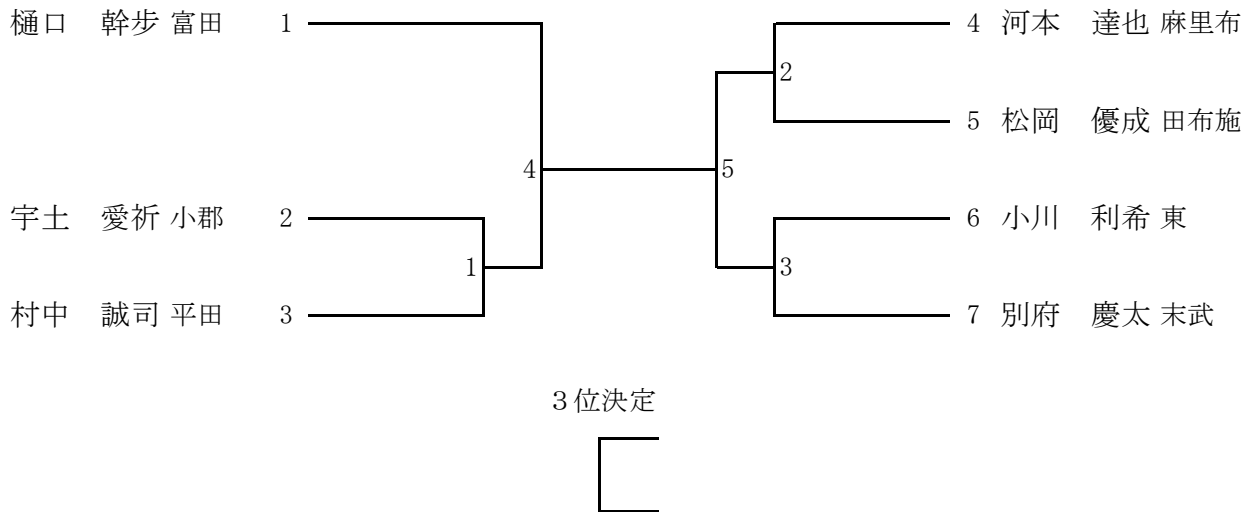 樋口 幹歩 富田 1
宇土 愛祈 小郡 2
村中 誠司 平田 3
1
4
5
2
3
4 河本 達也 麻里布
5 松岡 優成 田布施
6 小川 利希 東
7 別府 慶太 末武
３位決定